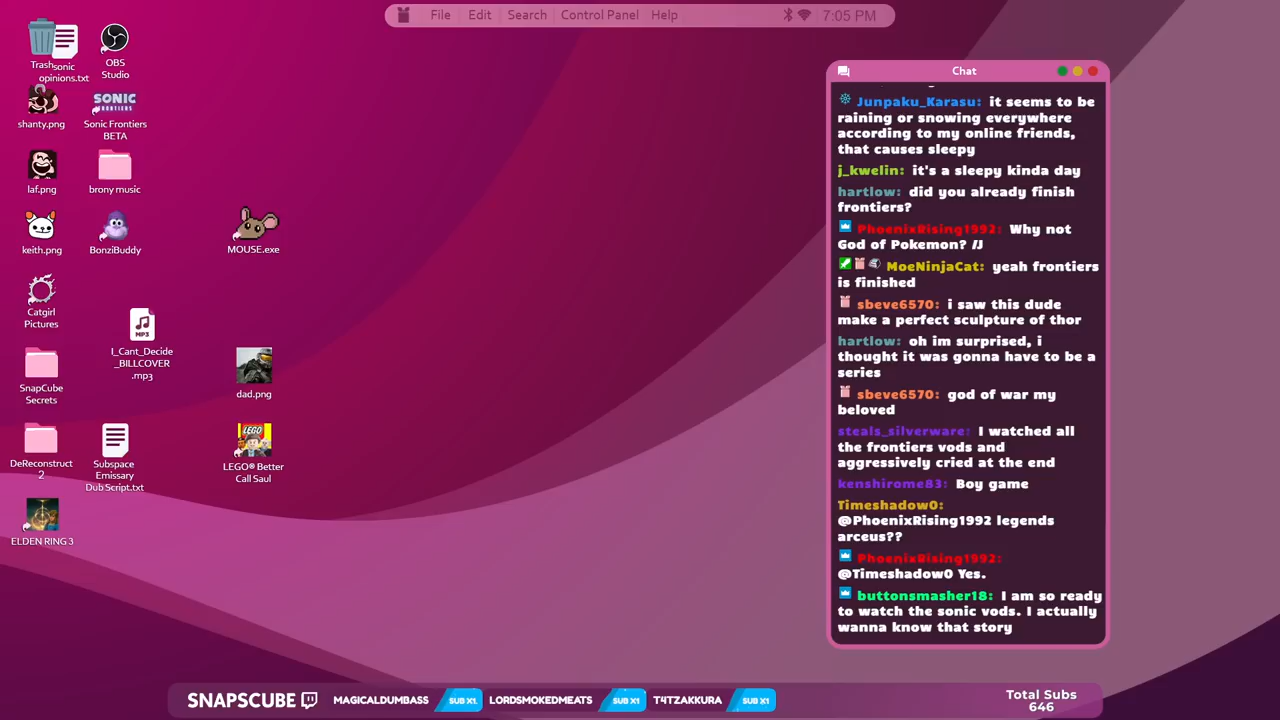 File Edit Search Control Panel Help
7:05 PM
Trash
sonic
opinions.txt
OBS
Studio
shanty.png
SONIC
FRONTIERS
Sonic Frontiers
BETA
laf.png
brony music
keith.png
BonziBuddy
MOUSE.exe
Catgirl
Pictures
MP3
I_Cant_Decide
_BILLCOVER
.mp3
SnapCube
Secrets
dad.png
DeReconstruct
2
Subspace
Emissary
Dub Script.txt
LEGO
LEGO® Better
Call Saul
ELDEN RING 3
Chat
Junpaku_Karasu: it seems to be
raining or snowing everywhere
according to my online friends,
that causes sleepy
j_kwelin: it's a sleepy kinda day
hartlow: did you already finish
frontiers?
PhoenixRising1992: Why not
God of Pokemon? /J
MoeNinjaCat: yeah frontiers
is finished
sbeve6570: i saw this dude
make a perfect sculpture of thor
hartlow: oh im surprised, i
thought it was gonna have to be a
series
sbeve6570: god of war my
beloved
steals_silverware: I watched all
the frontiers vods and
aggressively cried at the end
kenshirome83: Boy game
Timeshadow0:
@PhoenixRising1992 legends
arceus??
PhoenixRising1992:
@Timeshadow0 Yes.
buttonsmasher18: I am so ready
to watch the sonic vods. I actually
wanna know that story
SNAPSCUBE MAGICALDUMBASS SUB X1 LORDSMOKEDMEATS SUB X1 T4TZAKKURA SUB X1
Total Subs
646